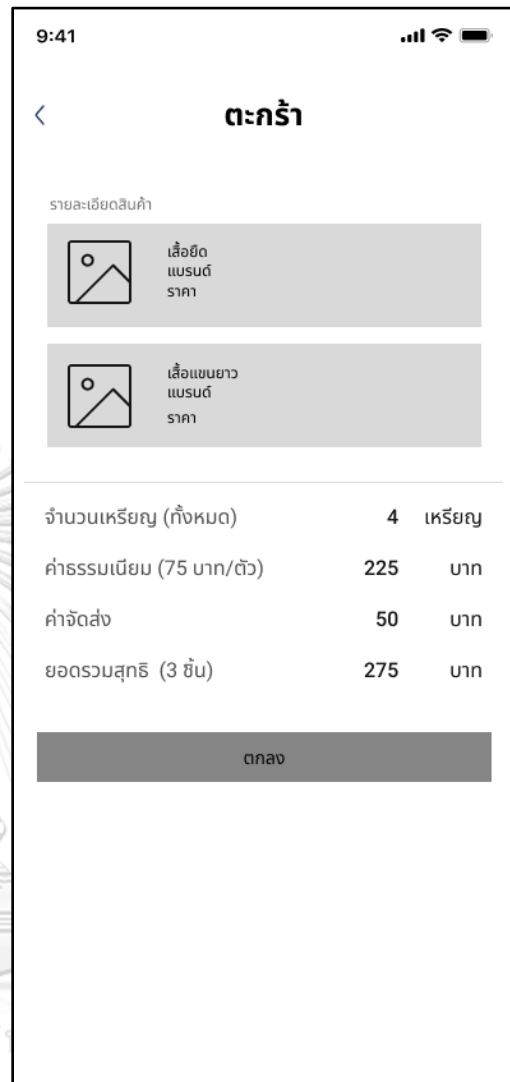 9:41
ตะกร้า
รายละเอียดสินค้า
เสื้อยืด
แบรนด์
ราคา
เสื้อแขนยาว
แบรนด์
ราคา
จำนวนเหรียญ (ทั้งหมด) 4 เหรียญ
ค่าธรรมเนียม (75 บาท/ตัว) 225 บาท
ค่าจัดส่ง 50 บาท
ยอดรวมสุทธิ (3 ชิ้น) 275 บาท
ตกลง